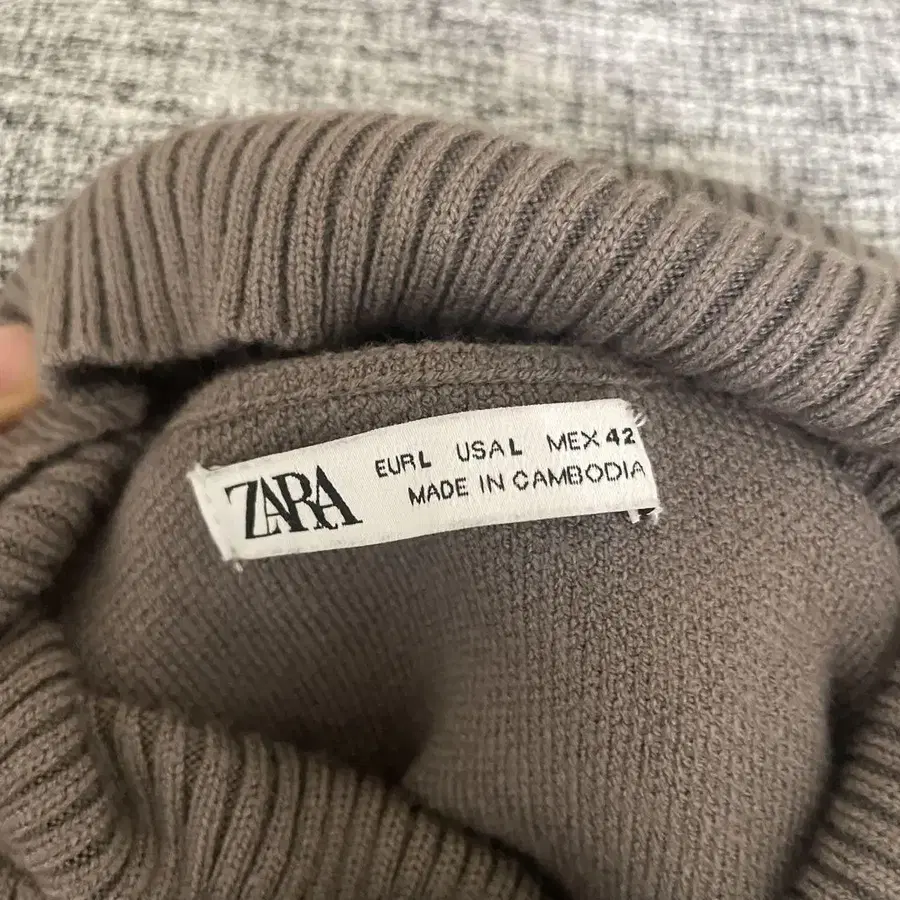 ZARA
EUR L USA L MEX 42
MADE IN CAMBODIA